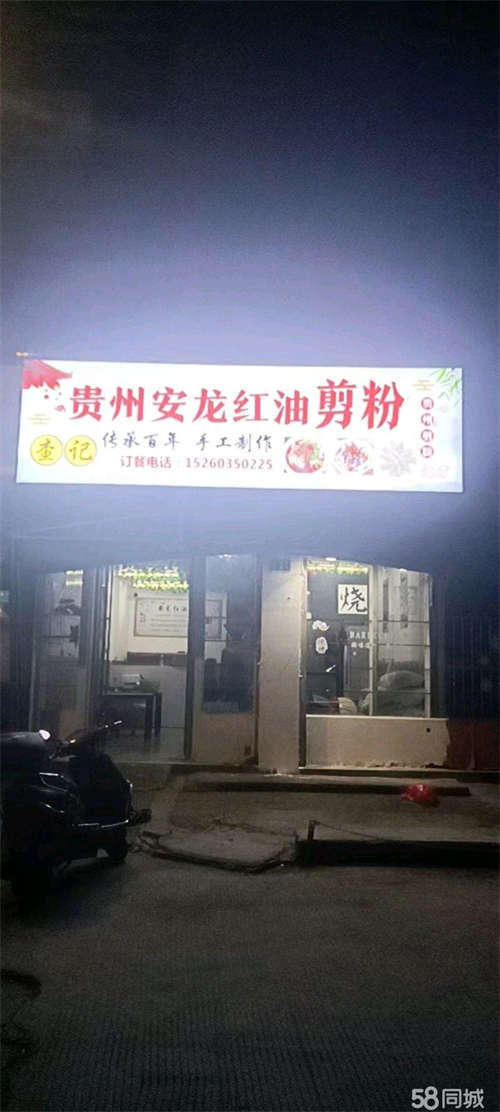 贵州安龙红油剪粉
查记
传承百年 手工制作
订餐电话:15260350225
烧
58同城